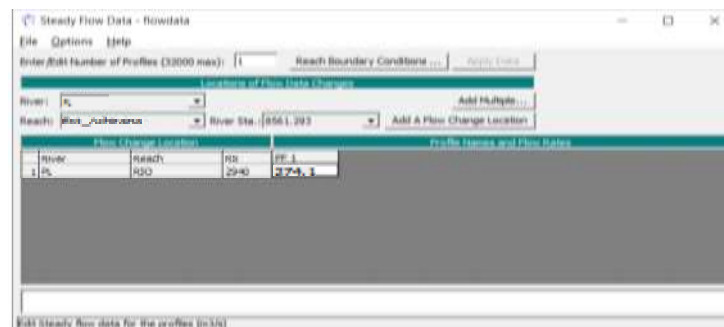 Steady Flow Data - flowdata
File Options Help
Enter/Edit Number of Profiles (32000 max): 1 Reach Boundary Conditions ... Apply Data
Locations of Flow Data Changes
River: PL Add Multiple...
Reach: River Sta.: 8561.293 Add A Flow Change Location
Flow Change Location Profile Names and Flow Rates
River Reach RS PF 1
1 PL RIO 2940 274.1
Edit Steady flow data for the profiles (m3/s)